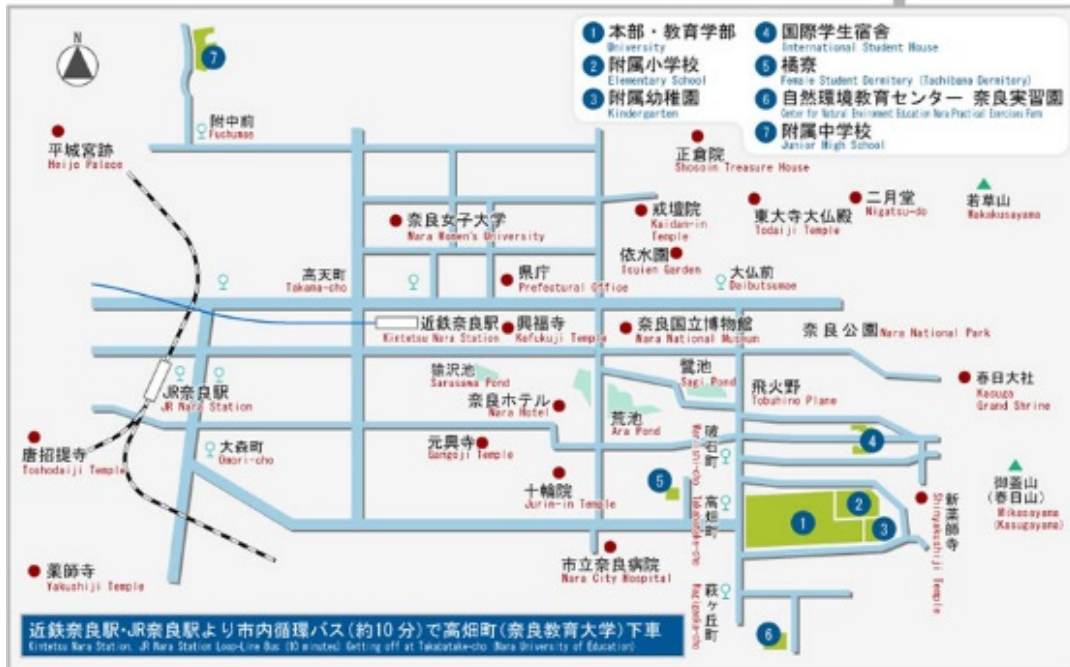 1 本部・教育学部
University
2 附属小学校
Elementary School
3 附属幼稚園
Kindergarten
4 国際学生宿舎
International Student House
5 橘寮
Female Student Dormitory (Tachibana Dormitory)
6 自然環境教育センター 奈良実習園
Center for Natural Environment Education Nara Practical Exercises Farm
7 附属中学校
Junior High School
N
7
附中前
Fuchumae
平城宮跡
Heijo Palace
正倉院
Shosoin Treasure House
奈良女子大学
Nara Women's University
戒壇院
Kaidan-in
Temple
東大寺大仏殿
Todaiji Temple
二月堂
Nigatsu-do
若草山
Wakakusayama
依水園
Isuien Garden
高天町
Takama-cho
県庁
Prefectural Office
大仏前
Daibutsumae
近鉄奈良駅
Kintetsu Nara Station
興福寺
Kofukuji Temple
奈良国立博物館
Nara National Museum
奈良公園 Nara National Park
猿沢池
Sarusawa Pond
鷺池
Sagi Pond
飛火野
Tobuhino Plane
春日大社
Kasuga
Grand Shrine
JR奈良駅
JR Nara Station
奈良ホテル
Nara Hotel
荒池
Ara Pond
唐招提寺
Toshodaiji Temple
大森町
Omori-cho
元興寺
Gangoji Temple
破石町
4
十輪院
Jurin-in Temple
5
高畑町
Takabatake-cho
1
2
3
新薬師寺
Shinyakushiji Temple
御蓋山
(春日山)
Mikasayama
(Kasugayama)
薬師寺
Yakushiji Temple
市立奈良病院
Nara City Hospital
萩ヶ丘町
Hagigaoka-cho
6
近鉄奈良駅・JR奈良駅より市内循環バス(約10分)で高畑町(奈良教育大学)下車
Kintetsu Nara Station, JR Nara Station Loop-Line Bus (10 minutes) Getting off at Takabatake-cho (Nara University of Education)